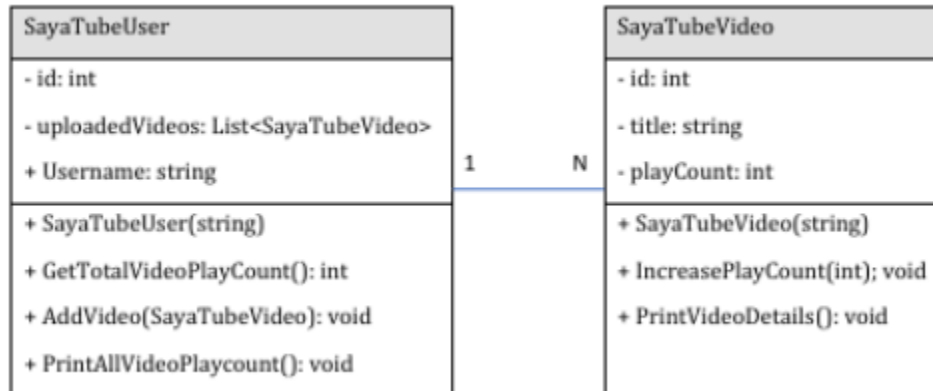 SayaTubeUser
- id: int
- uploadedVideos: List<SayaTubeVideo>
+ Username: string
+ SayaTubeUser(string)
+ GetTotalVideoPlayCount(): int
+ AddVideo(SayaTubeVideo): void
+ PrintAllVideoPlaycount(): void
1 N
SayaTubeVideo
- id: int
- title: string
- playCount: int
+ SayaTubeVideo(string)
+ IncreasePlayCount(int); void
+ PrintVideoDetails(): void